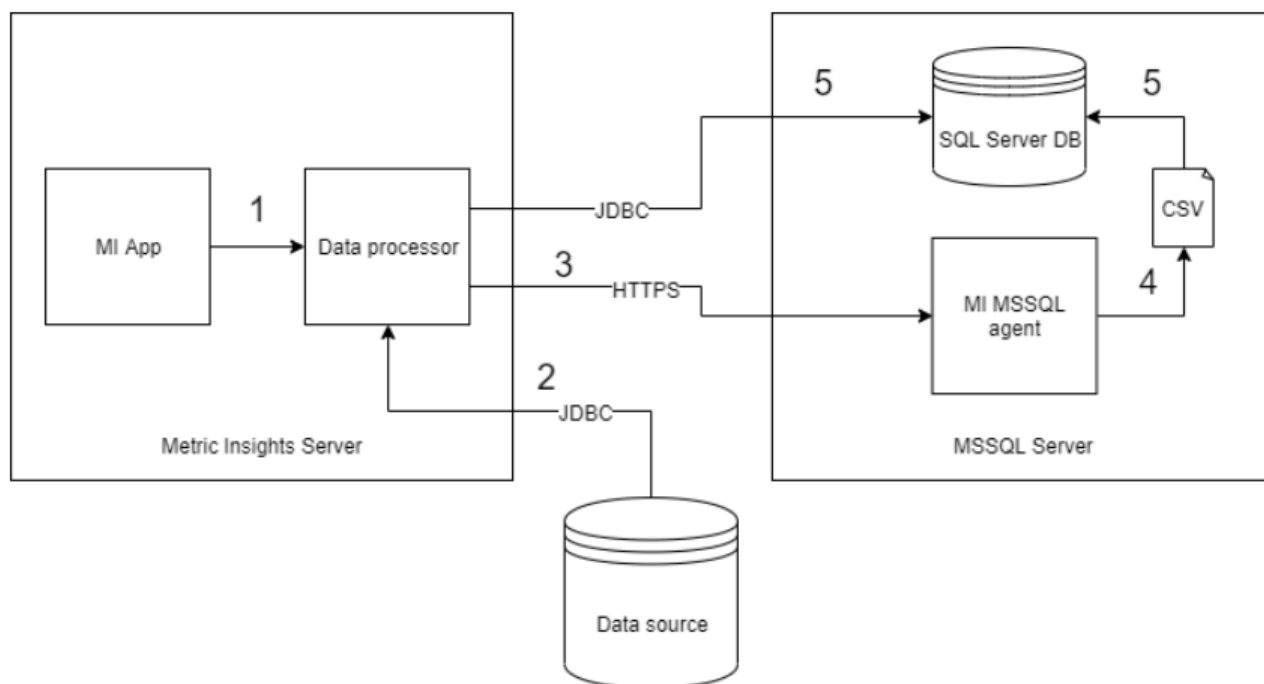 5
5
SQL Server DB
1
MI App
Data processor
JDBC
CSV
3
HTTPS
4
MI MSSQL
agent
2
JDBC
Metric Insights Server
MSSQL Server
Data source